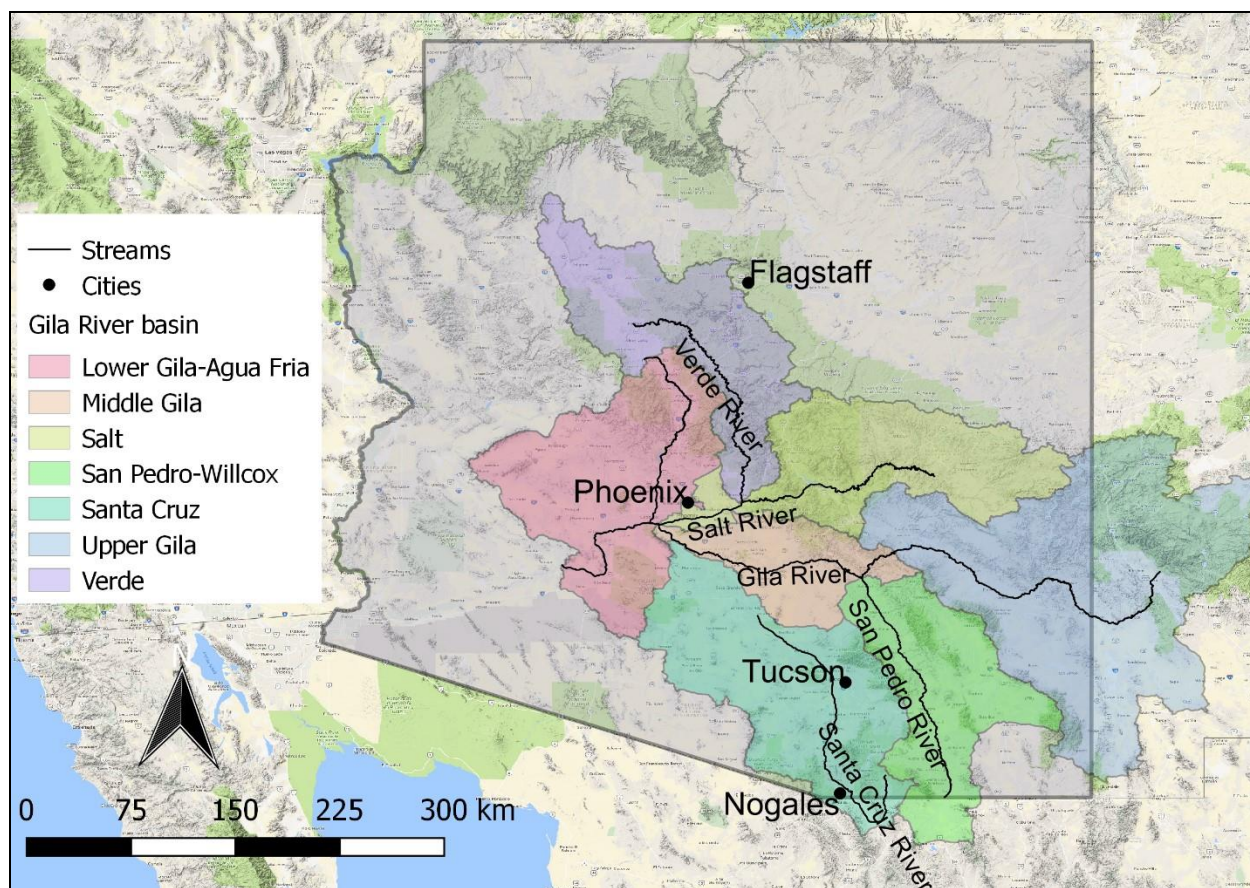 Las Vegas
Streams
Cities
Gila River basin
Lower Gila-Agua Fria
Middle Gila
Salt
San Pedro-Willcox
Santa Cruz
Upper Gila
Verde
Flagstaff
Verde River
Phoenix
Salt River
Gila River
San Pedro River
Tucson
Santa Cruz River
Nogales
0 75 150 225 300 km